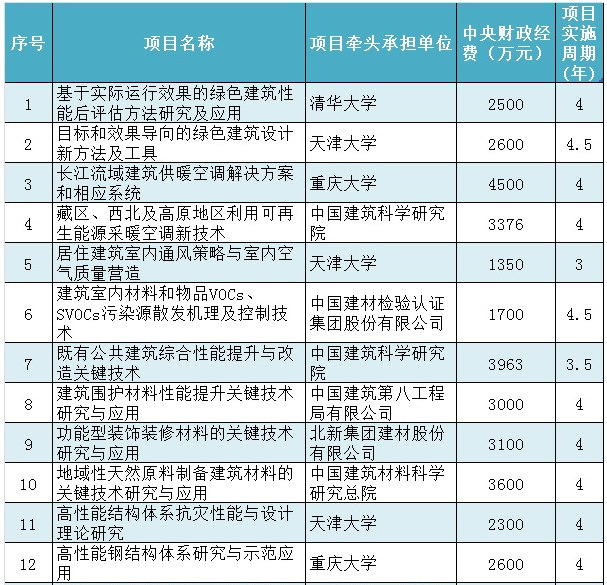 序号 项目名称 项目牵头承担单位 中央财政经费（万元） 项目实施周期(年)
1 基于实际运行效果的绿色建筑性能后评估方法研究及应用 清华大学 2500 4
2 目标和效果导向的绿色建筑设计新方法及工具 天津大学 2600 4.5
3 长江流域建筑供暖空调解决方案和相应系统 重庆大学 4500 4
4 藏区、西北及高原地区利用可再生能源采暖空调新技术 中国建筑科学研究院 3376 4
5 居住建筑室内通风策略与室内空气质量营造 天津大学 1350 3
6 建筑室内材料和物品VOCs、SVOCs污染源散发机理及控制技术 中国建材检验认证集团股份有限公司 1700 4.5
7 既有公共建筑综合性能提升与改造关键技术 中国建筑科学研究院 3963 3.5
8 建筑围护材料性能提升关键技术研究与应用 中国建筑第八工程局有限公司 3000 4
9 功能型装饰装修材料的关键技术研究与应用 北新集团建材股份有限公司 3100 4
10 地域性天然原料制备建筑材料的关键技术研究与应用 中国建筑材料科学研究总院 3600 4
11 高性能结构体系抗灾性能与设计理论研究 天津大学 2300 4
12 高性能钢结构体系研究与示范应用 重庆大学 2600 4